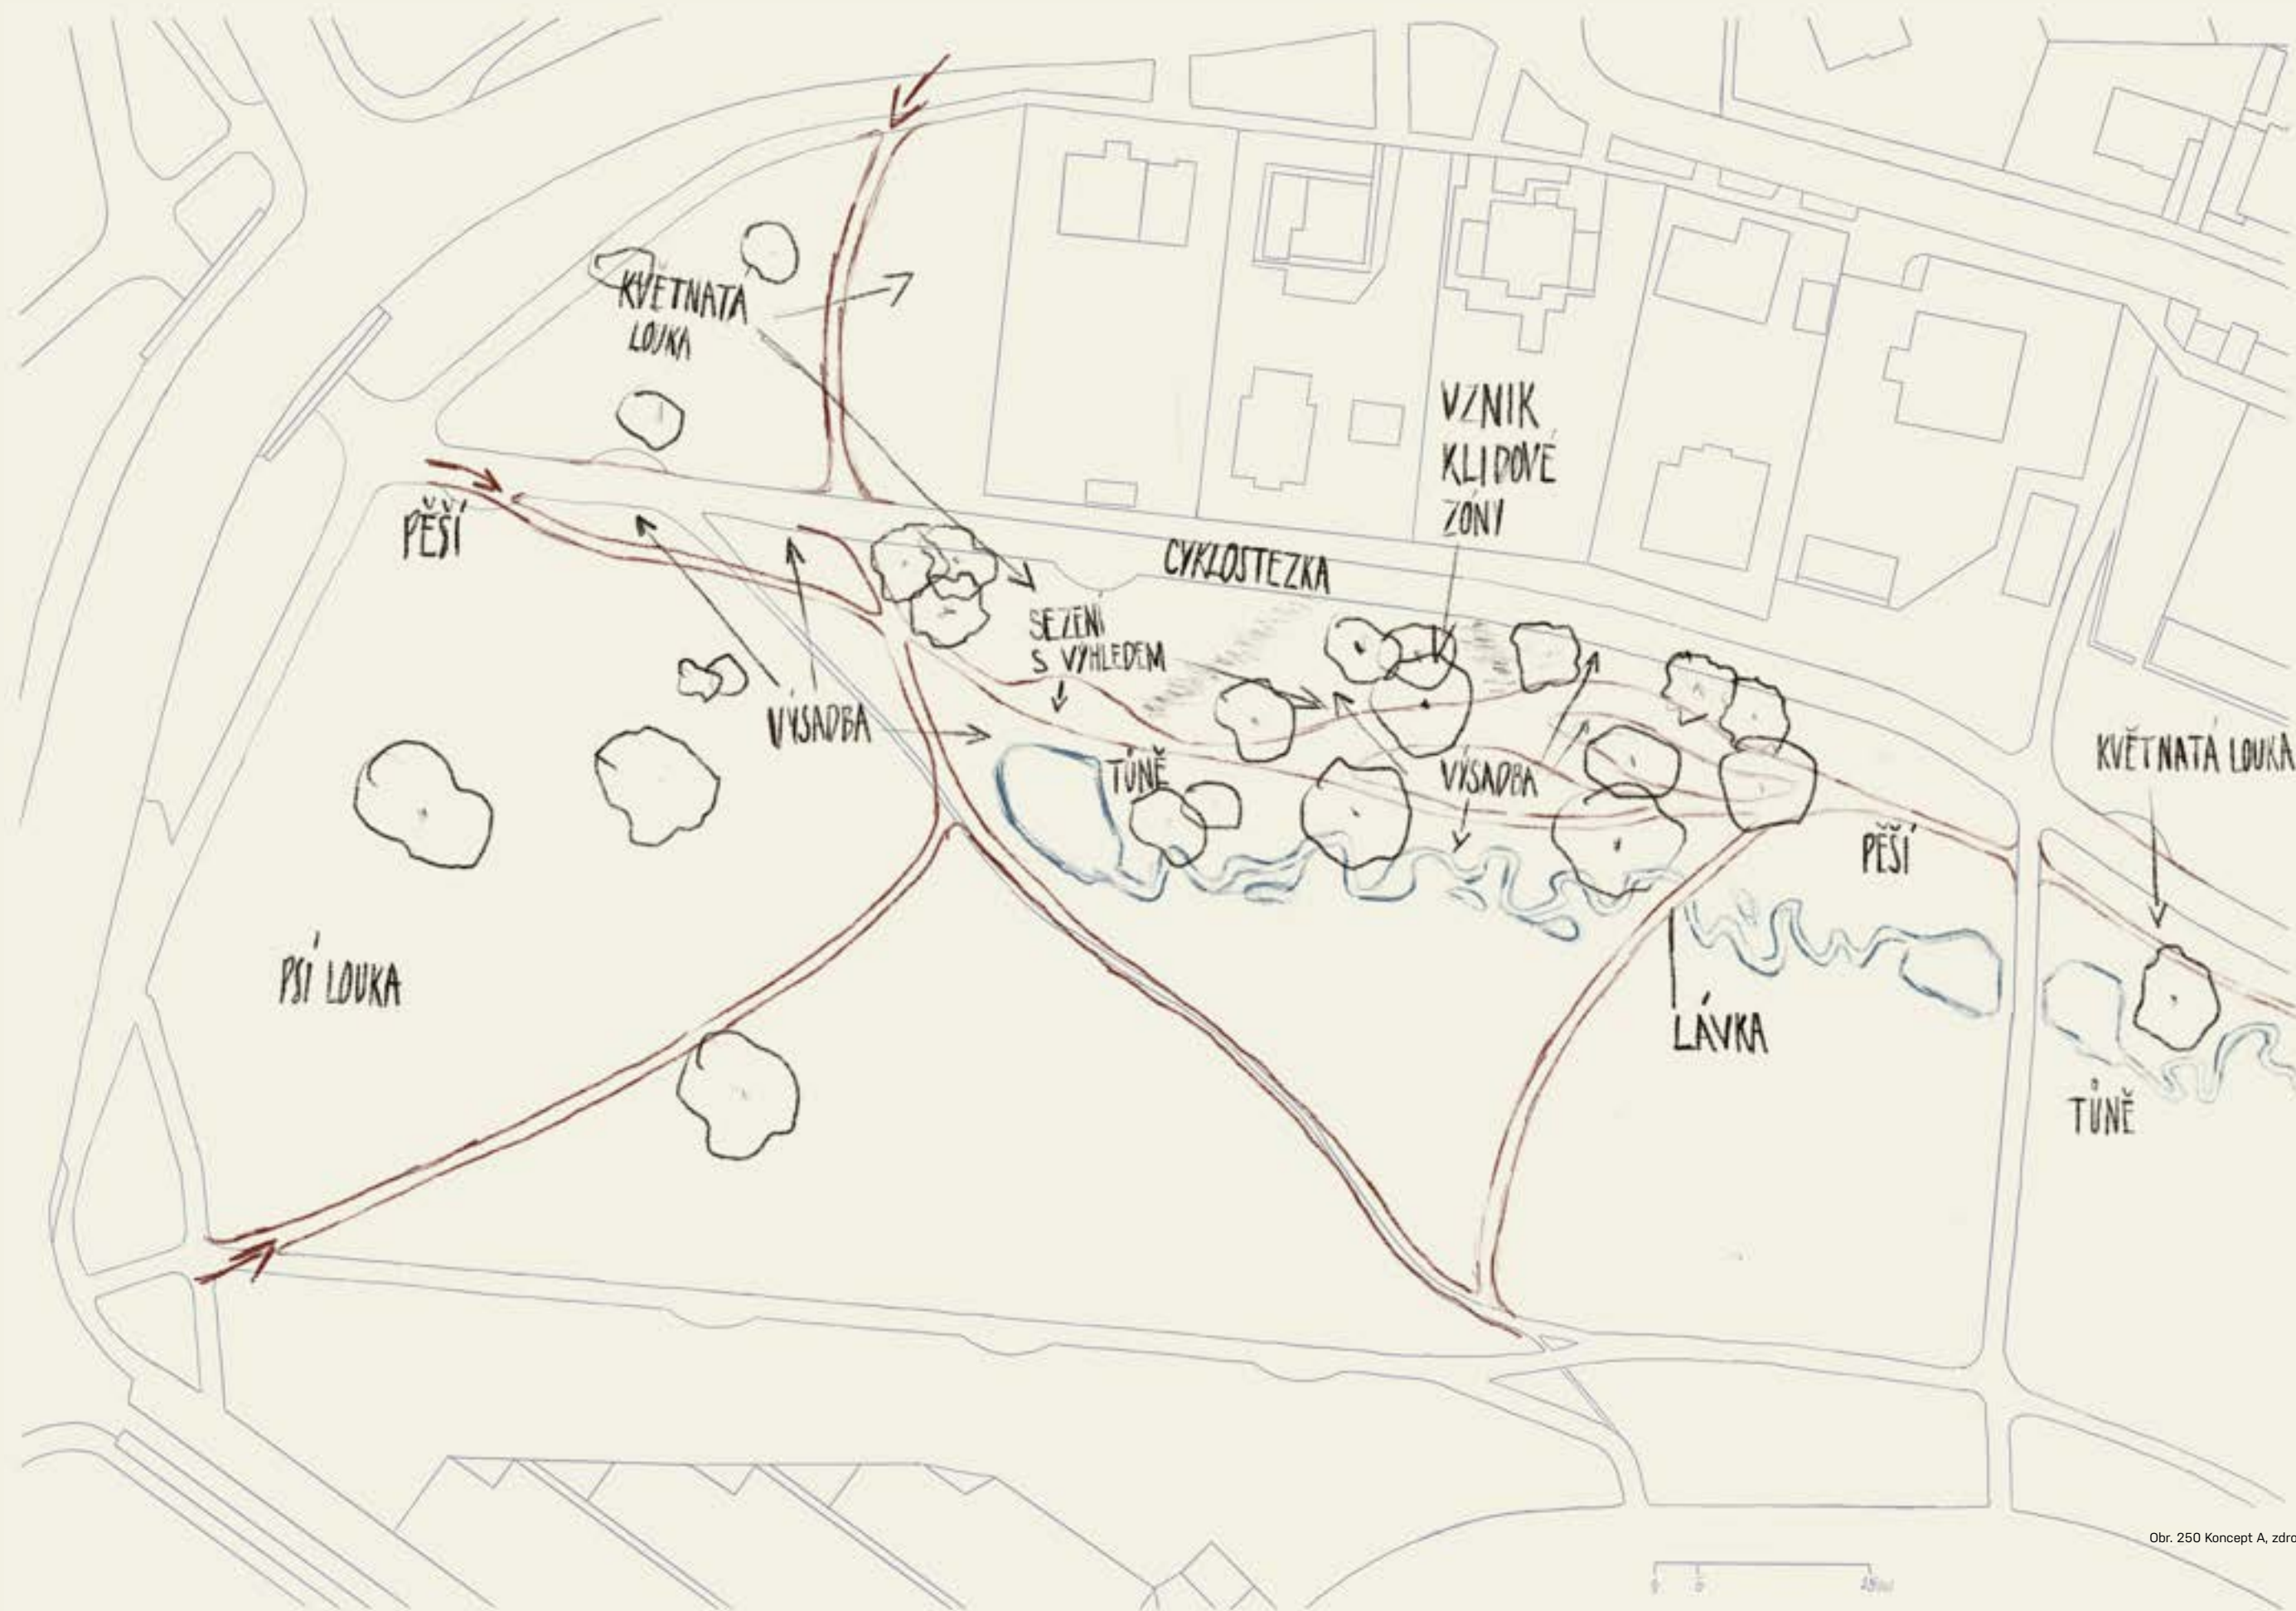 KVĚTNATÁ
LOUKA
VZNIK
KLIDOVÉ
ZÓNY
PĚŠÍ
CYKLOSTEZKA
SEZENÍ
S VÝHLEDEM
VÝSADBA
TŮNĚ
VÝSADBA
KVĚTNATÁ LOUKA
PĚŠÍ
PSÍ LOUKA
LÁVKA
TŮNĚ
Obr. 250 Koncept A, zdro